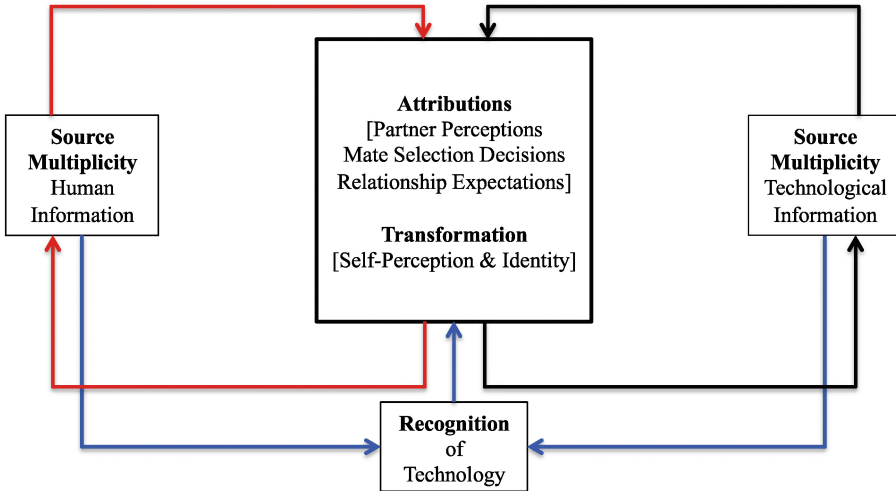 Source
Multiplicity
Human
Information
Attributions
[Partner Perceptions
Mate Selection Decisions
Relationship Expectations]
Transformation
[Self-Perception & Identity]
Source
Multiplicity
Technological
Information
Recognition
of
Technology